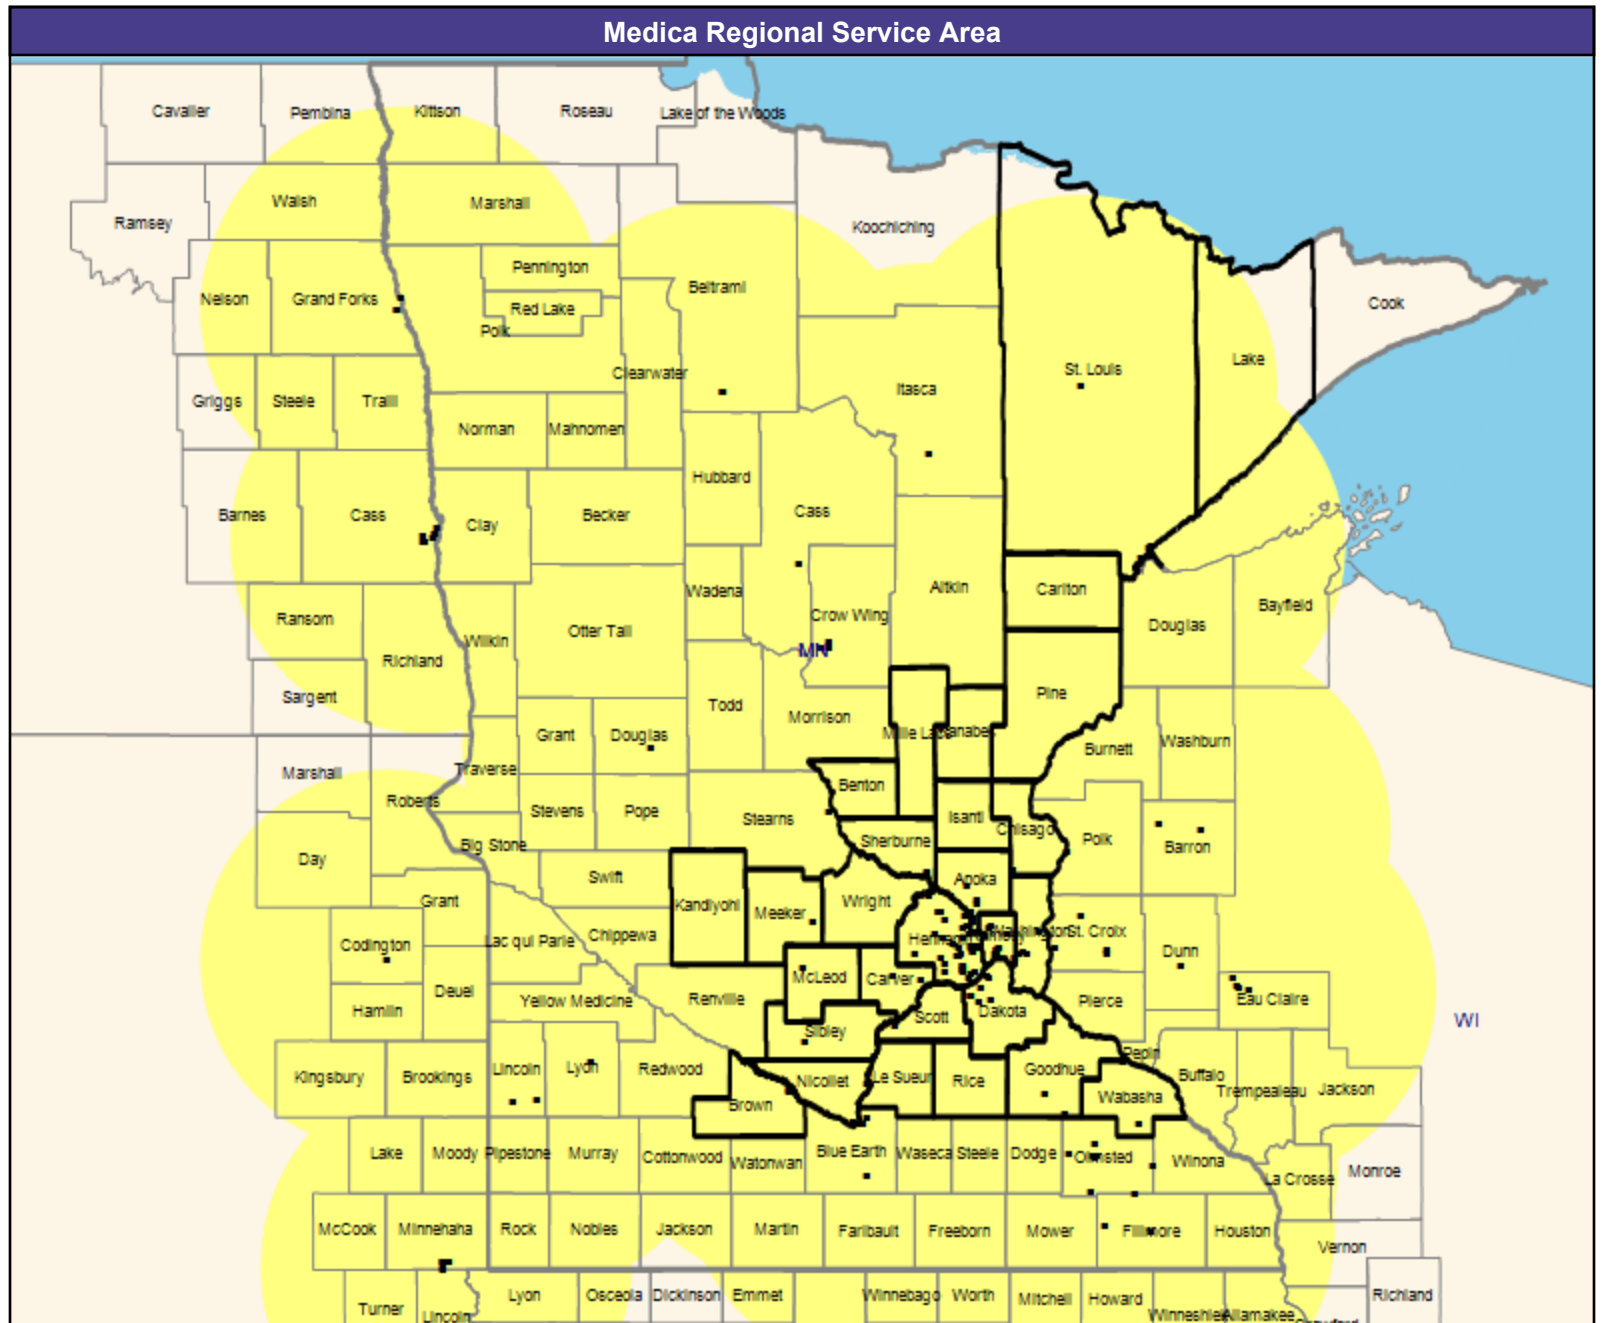 Medica Regional Service Area
Cavalier
Pembina
Kittson
Roseau
Lake of the Woods
Ramsey
Walsh
Marshall
Koochiching
Nelson
Grand Forks
Pennington
Red Lake
Polk
Beltrami
Cook
Griggs
Steele
Traill
Clearwater
Itasca
St. Louis
Lake
Norman
Mahnomen
Hubbard
Barnes
Cass
Clay
Becker
Cass
Ransom
Richland
Wilkin
Otter Tail
Wadena
Crow Wing
MN
Aitkin
Carlton
Douglas
Bayfield
Sargent
Todd
Morrison
Pine
Grant
Douglas
Mille Lacs
Kanabec
Burnett
Washburn
Marshall
Roberts
Traverse
Stevens
Pope
Stearns
Benton
Isanti
Chisago
Polk
Barron
Day
Big Stone
Sherburne
Grant
Swift
Kandiyohi
Meeker
Wright
Anoka
Codington
Lac qui Parle
Chippewa
Washington
St. Croix
Dunn
Deuel
Hamlin
Yellow Medicine
Renville
McLeod
Carver
Scott
Dakota
Pierce
Eau Claire
WI
Sibley
Pepin
Kingsbury
Brookings
Lincoln
Lyon
Redwood
Brown
Nicollet
Le Sueur
Rice
Goodhue
Wabasha
Buffalo
Trempealeau
Jackson
Lake
Moody
Pipestone
Murray
Cottonwood
Watonwan
Blue Earth
Waseca
Steele
Dodge
Olmsted
Winona
La Crosse
Monroe
McCook
Minnehaha
Rock
Nobles
Jackson
Martin
Faribault
Freeborn
Mower
Fillmore
Houston
Vernon
Turner
Lincoln
Lyon
Osceola
Dickinson
Emmet
Winnebago
Worth
Mitchell
Howard
Winneshiek
Allamakee
Richland